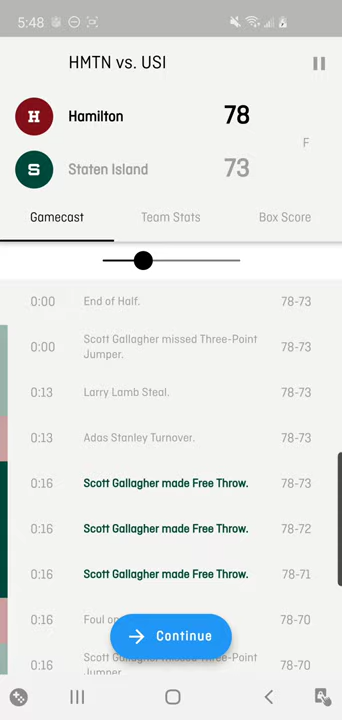 5:48
HMTN vs. USI
H Hamilton 78
F
S Staten Island 73
Gamecast Team Stats Box Score
0:00 End of Half. 78-73
0:00 Scott Gallagher missed Three-Point Jumper. 78-73
0:13 Larry Lamb Steal. 78-73
0:13 Adas Stanley Turnover. 78-73
0:16 Scott Gallagher made Free Throw. 78-73
0:16 Scott Gallagher made Free Throw. 78-72
0:16 Scott Gallagher made Free Throw. 78-71
0:16 Foul on 78-70
Continue
0:16 Scott Gallagher missed Three-Point Jumper. 78-70